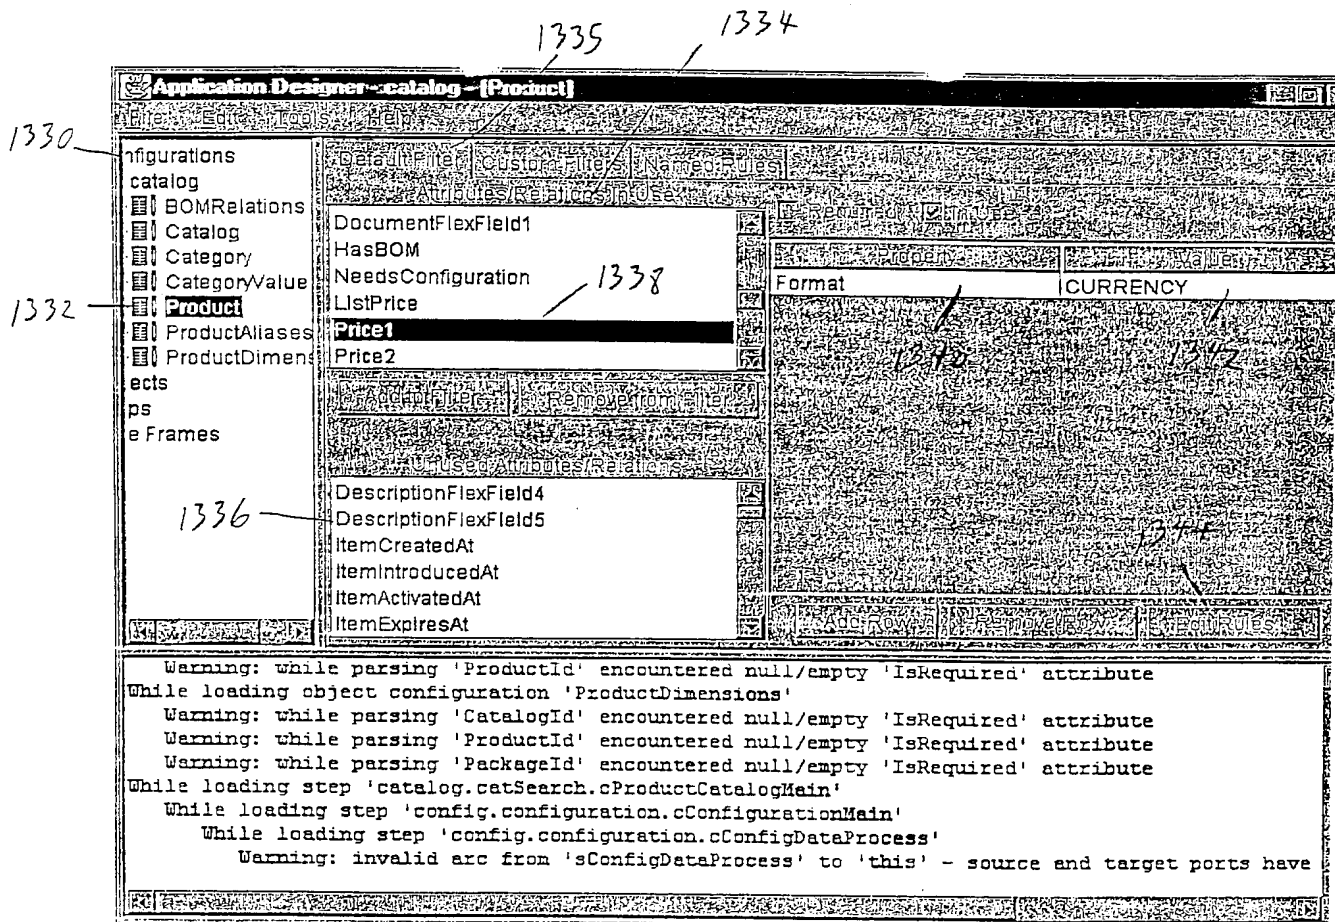 1335
1334
Application Designer - catalog - [Product]
File Edit Tools Help
1330
nfigurations
catalog
BOMRelations
Catalog
Category
CategoryValue
1332
Product
ProductAliases
ProductDimens
ects
ps
e Frames
Default Filter Custom Filters Named Rules
Attributes/Relations In Use
DocumentFlexField1
HasBOM
NeedsConfiguration
ListPrice
1338
Price1
Price2
Add to Filter Remove from Filter
Unused Attributes/Relations
1336
DescriptionFlexField4
DescriptionFlexField5
ItemCreatedAt
ItemIntroducedAt
ItemActivatedAt
ItemExpiresAt
Required In Use
Property Value
Format CURRENCY
1340 1342
1344
Add Row Remove Row Edit Rules
Warning: while parsing 'ProductId' encountered null/empty 'IsRequired' attribute
While loading object configuration 'ProductDimensions'
Warning: while parsing 'CatalogId' encountered null/empty 'IsRequired' attribute
Warning: while parsing 'ProductId' encountered null/empty 'IsRequired' attribute
Warning: while parsing 'PackageId' encountered null/empty 'IsRequired' attribute
While loading step 'catalog.catSearch.cProductCatalogMain'
While loading step 'config.configuration.cConfigurationMain'
While loading step 'config.configuration.cConfigDataProcess'
Warning: invalid arc from 'sConfigDataProcess' to 'this' - source and target ports have